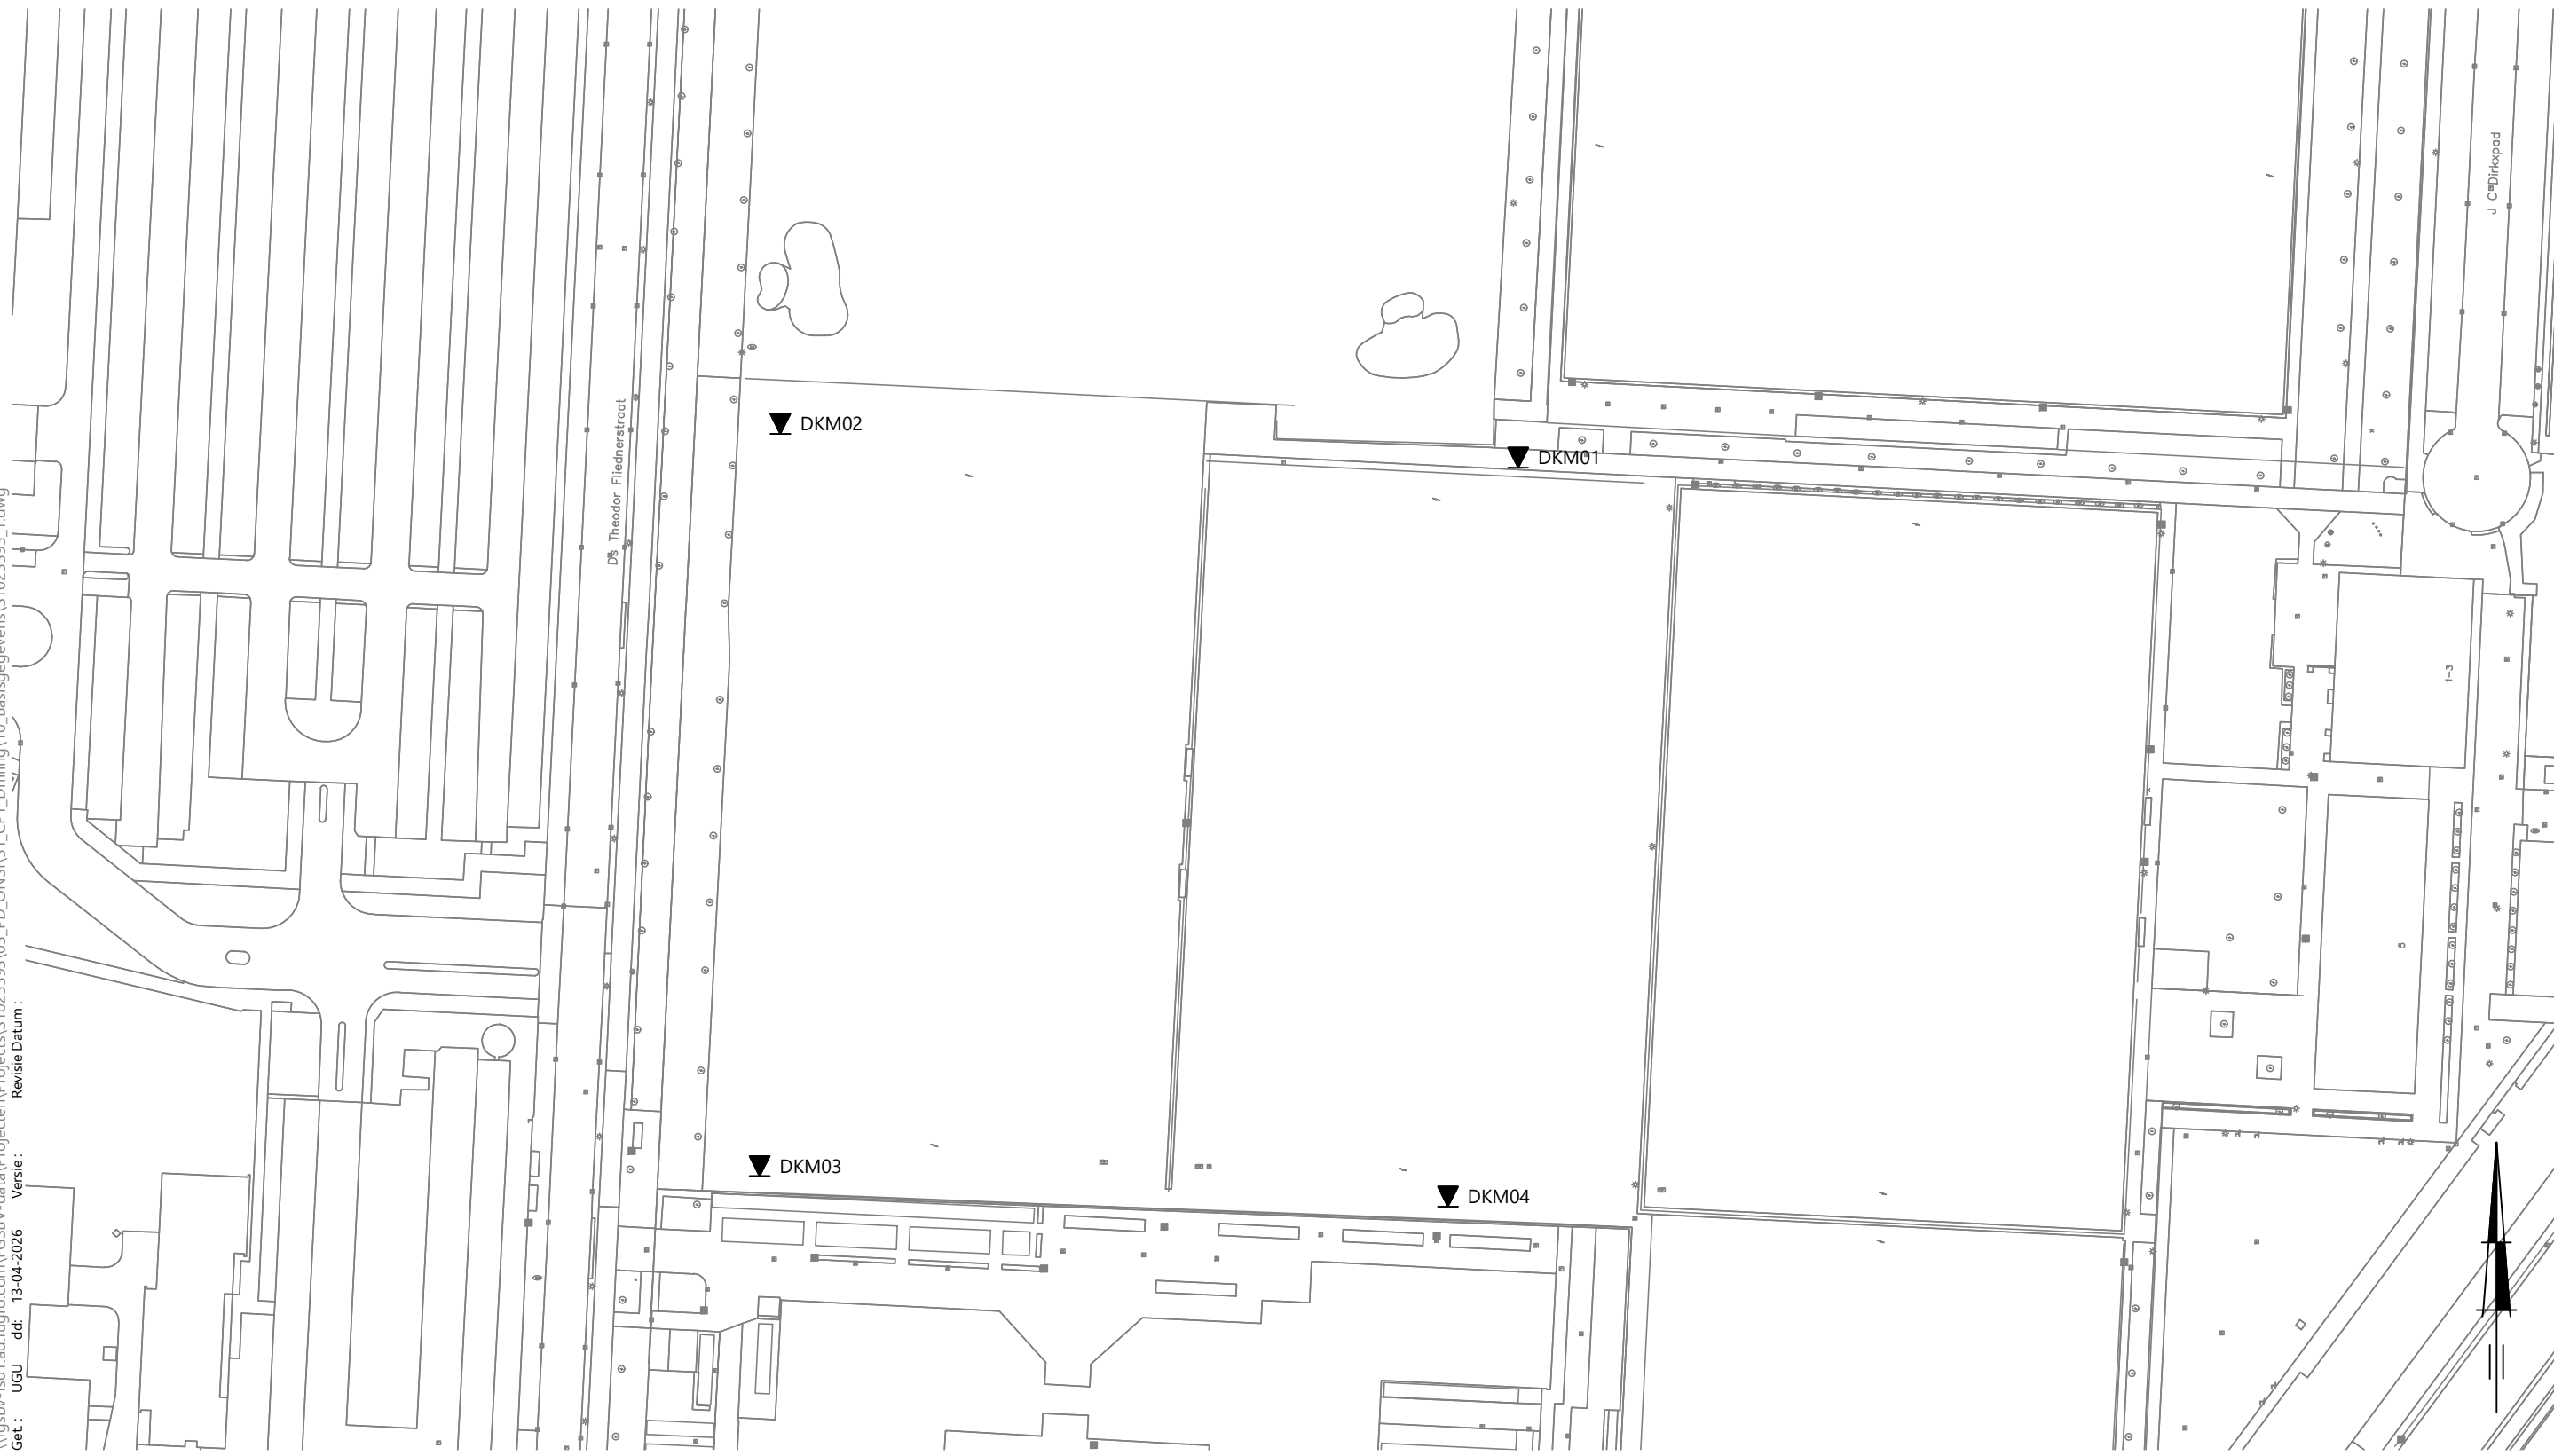 J C Dirkxpad
DKM02
DKM01
Ds Theodor Fliednerstraat
1-3
5
DKM03
DKM04
Get. : UGU dd: 13-04-2026 Versie : Revisie Datum :